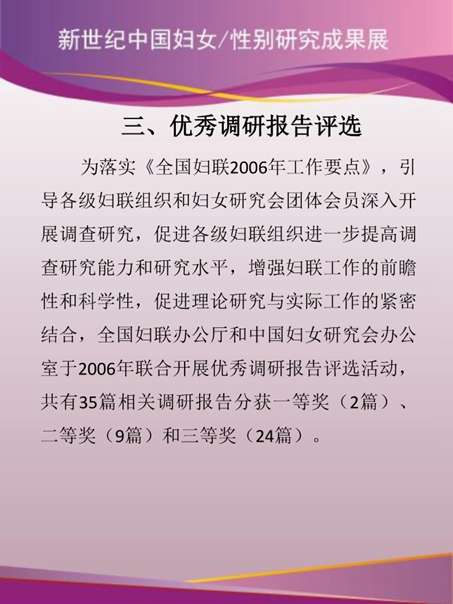 新世纪中国妇女/性别研究成果展
三、优秀调研报告评选
为落实《全国妇联2006年工作要点》，引
导各级妇联组织和妇女研究会团体会员深入开
展调查研究，促进各级妇联组织进一步提高调
查研究能力和研究水平，增强妇联工作的前瞻
性和科学性，促进理论研究与实际工作的紧密
结合，全国妇联办公厅和中国妇女研究会办公
室于2006年联合开展优秀调研报告评选活动，
共有35篇相关调研报告分获一等奖（2篇）、
二等奖（9篇）和三等奖（24篇）。